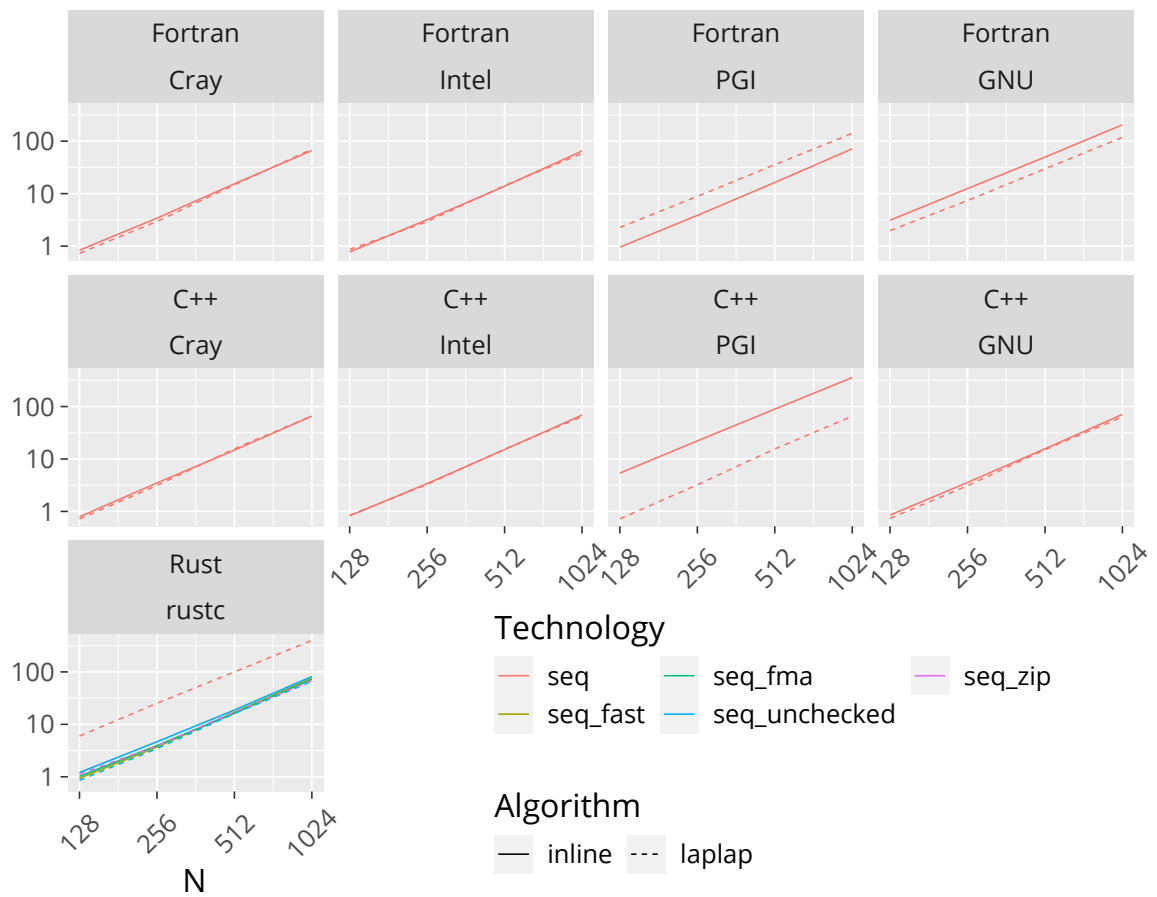 Fortran Fortran Fortran Fortran
Cray Intel PGI GNU
100
10
1
C++ C++ C++ C++
Cray Intel PGI GNU
100
10
1
128 256 512 1024 128 256 512 1024 128 256 512 1024
Rust
rustc
100
10
1
128 256 512 1024
N
Technology
seq seq_fma seq_zip
seq_fast seq_unchecked
Algorithm
inline laplap